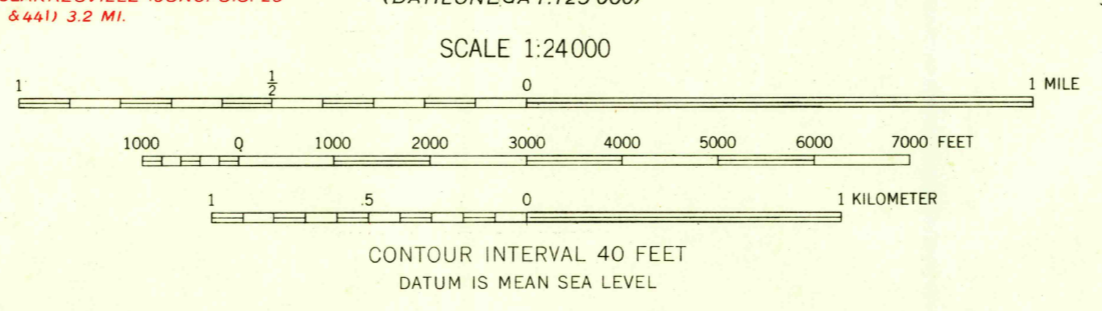 &441) 3.2 MI.
SCALE 1:24000
1 1/2 0 1 MILE
1000 0 1000 2000 3000 4000 5000 6000 7000 FEET
1 .5 0 1 KILOMETER
CONTOUR INTERVAL 40 FEET
DATUM IS MEAN SEA LEVEL